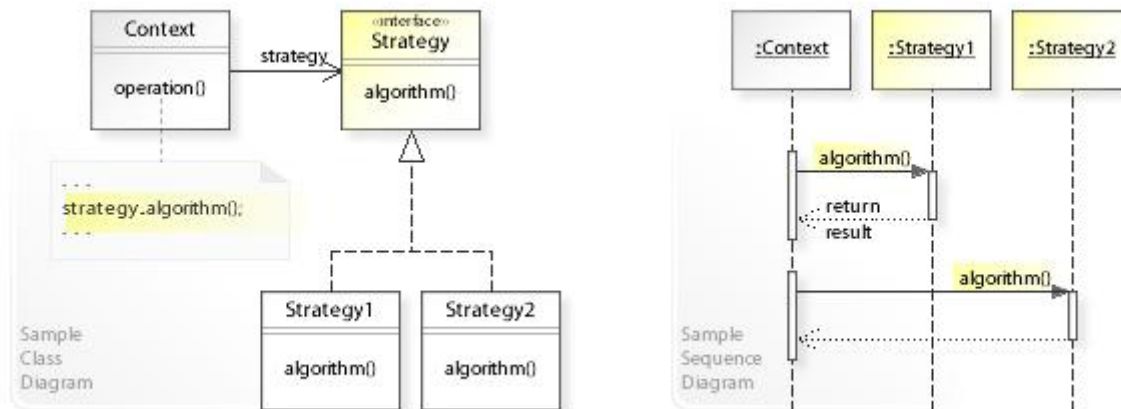 Context
operation()
strategy
«interface»
Strategy
algorithm()
- - -
strategy.algorithm();
- - -
Strategy1
algorithm()
Strategy2
algorithm()
Sample
Class
Diagram
:Context
:Strategy1
:Strategy2
algorithm()
return
result
algorithm()
Sample
Sequence
Diagram